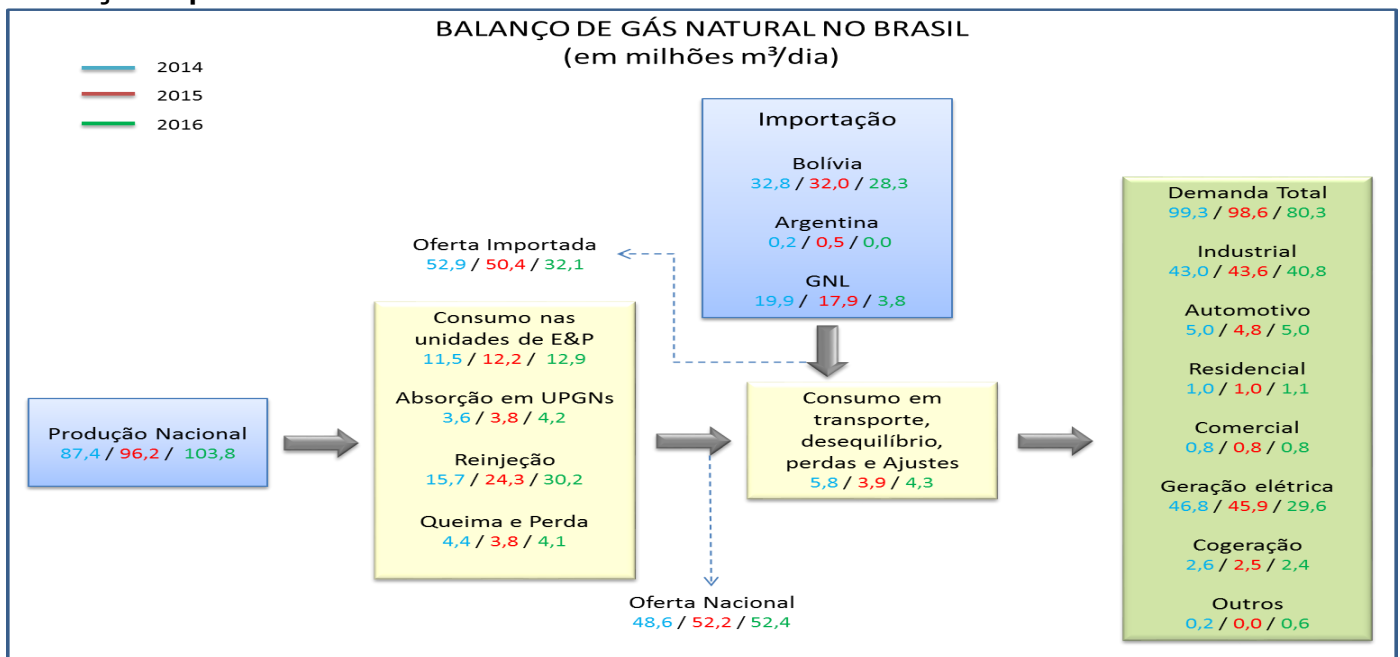 BALANÇO DE GÁS NATURAL NO BRASIL
(em milhões m³/dia)
2014
2015
2016
Importação
Bolívia
32,8 / 32,0 / 28,3
Argentina
0,2 / 0,5 / 0,0
GNL
19,9 / 17,9 / 3,8
Oferta Importada
52,9 / 50,4 / 32,1
Produção Nacional
87,4 / 96,2 / 103,8
Consumo nas
unidades de E&P
11,5 / 12,2 / 12,9
Absorção em UPGNs
3,6 / 3,8 / 4,2
Reinjeção
15,7 / 24,3 / 30,2
Queima e Perda
4,4 / 3,8 / 4,1
Oferta Nacional
48,6 / 52,2 / 52,4
Consumo em
transporte,
desequilíbrio,
perdas e Ajustes
5,8 / 3,9 / 4,3
Demanda Total
99,3 / 98,6 / 80,3
Industrial
43,0 / 43,6 / 40,8
Automotivo
5,0 / 4,8 / 5,0
Residencial
1,0 / 1,0 / 1,1
Comercial
0,8 / 0,8 / 0,8
Geração elétrica
46,8 / 45,9 / 29,6
Cogeração
2,6 / 2,5 / 2,4
Outros
0,2 / 0,0 / 0,6